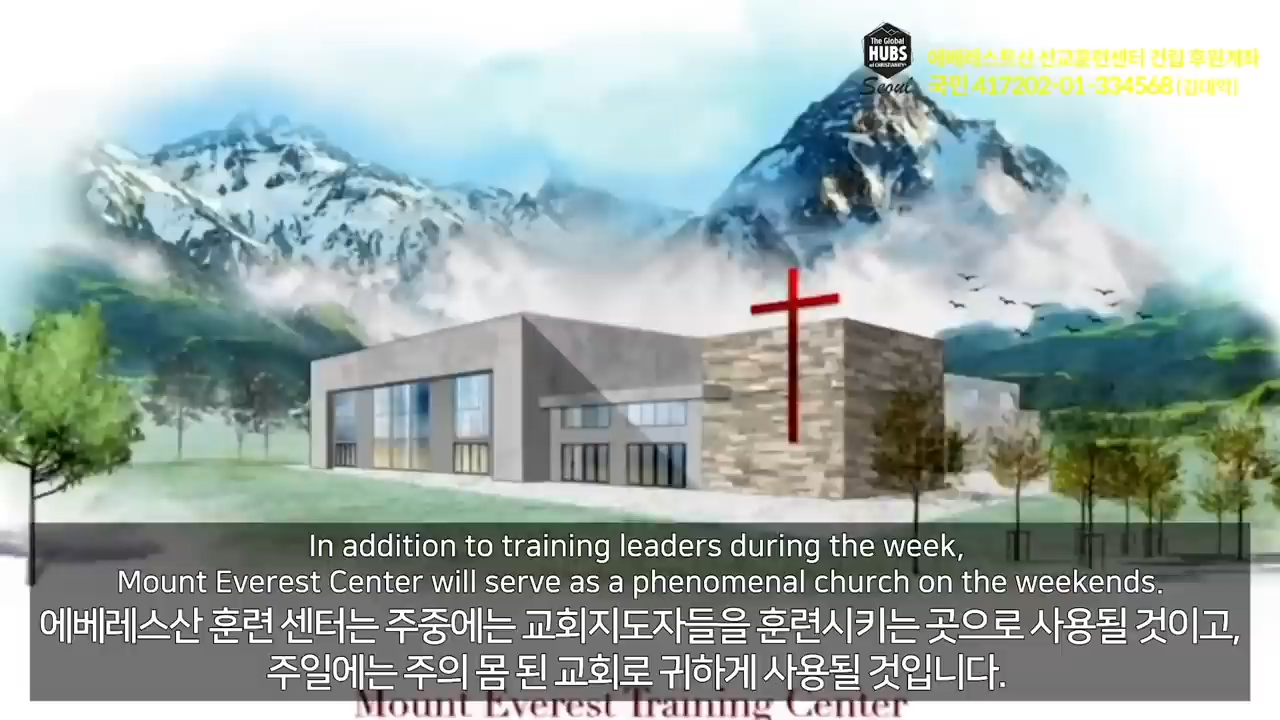 The Global
HUBS
of CHRISTIANITY
Seoul
에베레스트산 선교훈련센터 건립 후원계좌
국민 417202-01-334568 (김대학)
In addition to training leaders during the week,
Mount Everest Center will serve as a phenomenal church on the weekends.
에베레스산 훈련 센터는 주중에는 교회지도자들을 훈련시키는 곳으로 사용될 것이고,
주일에는 주의 몸 된 교회로 귀하게 사용될 것입니다.
Mount Everest Training Center